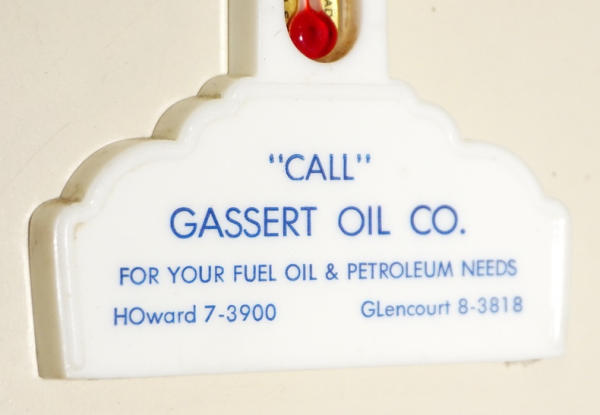 "CALL"
GASSERT OIL CO.
FOR YOUR FUEL OIL & PETROLEUM NEEDS
HOward 7-3900 GLencourt 8-3818